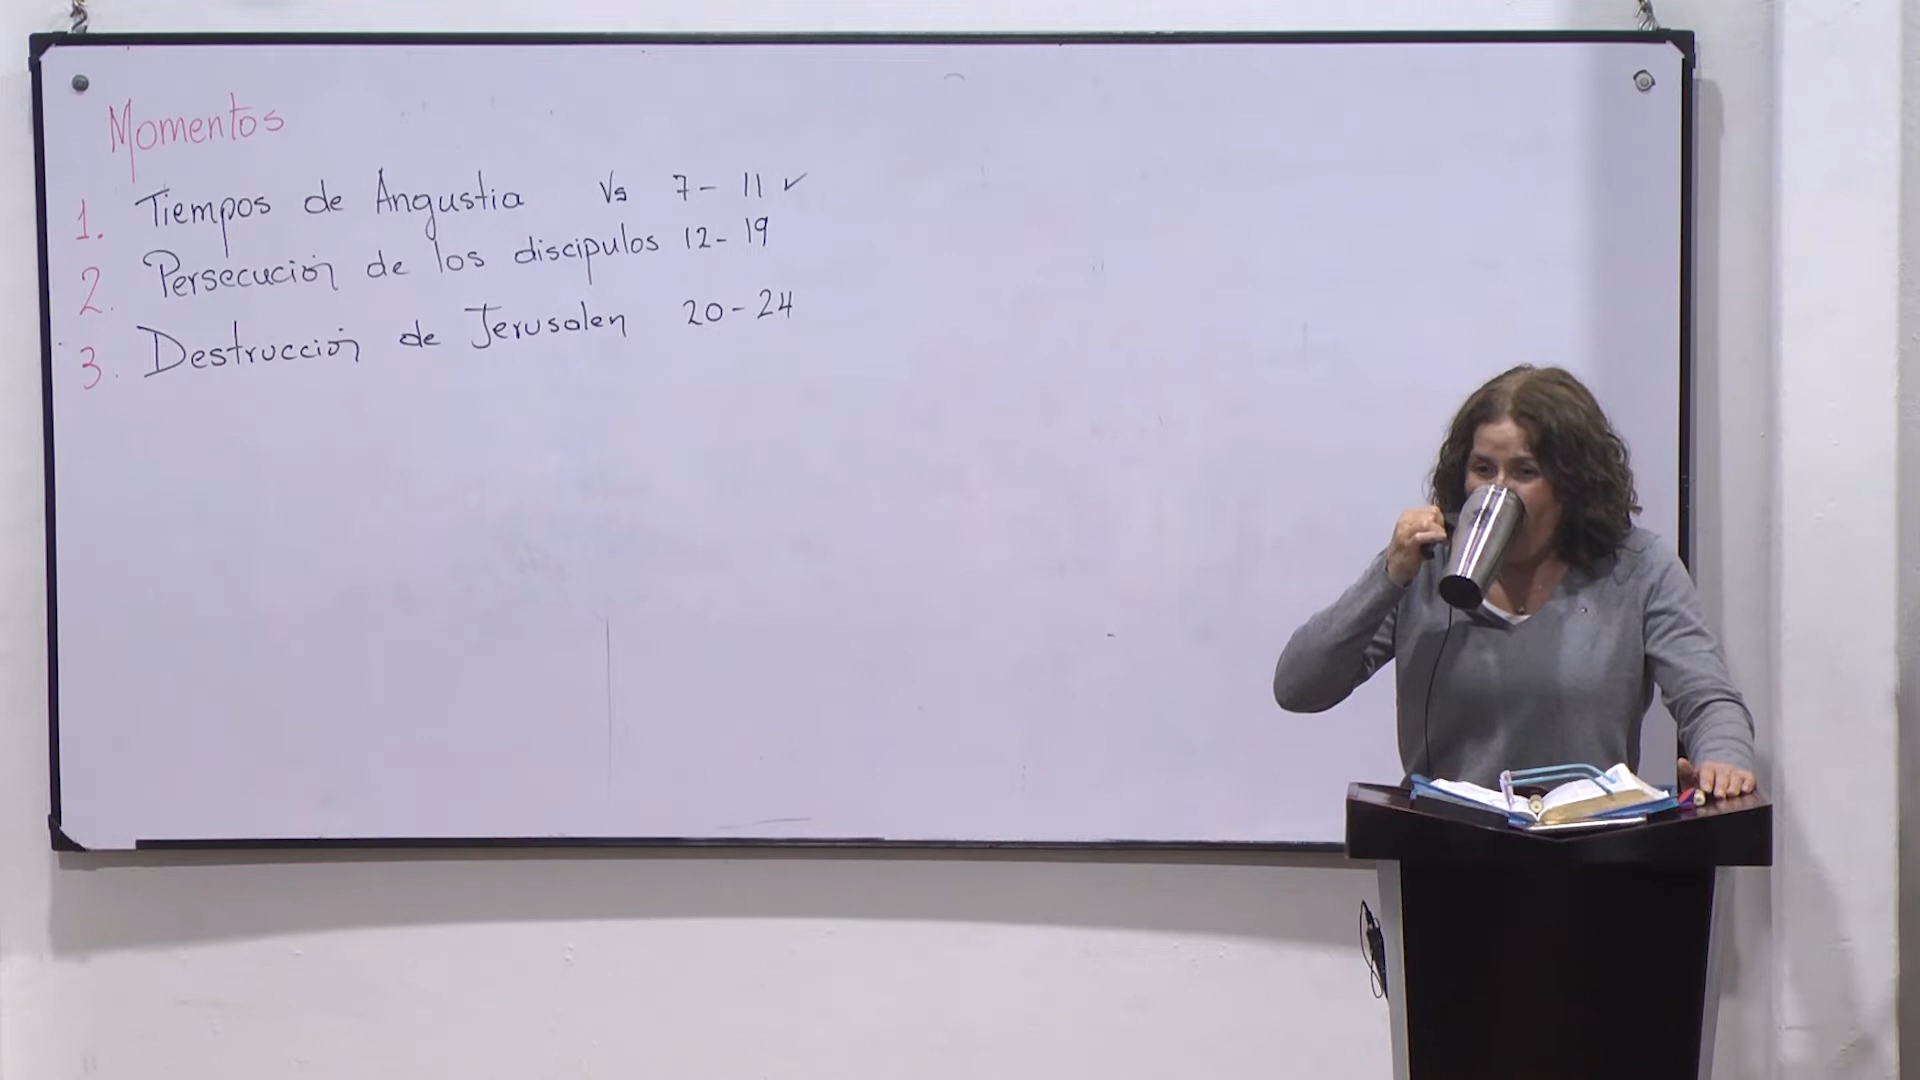 Momentos
1. Tiempos de Angustia Vs 7 - 11 ✓
2. Persecución de los discipulos 12 - 19
3. Destrucción de Jerusalen 20 - 24